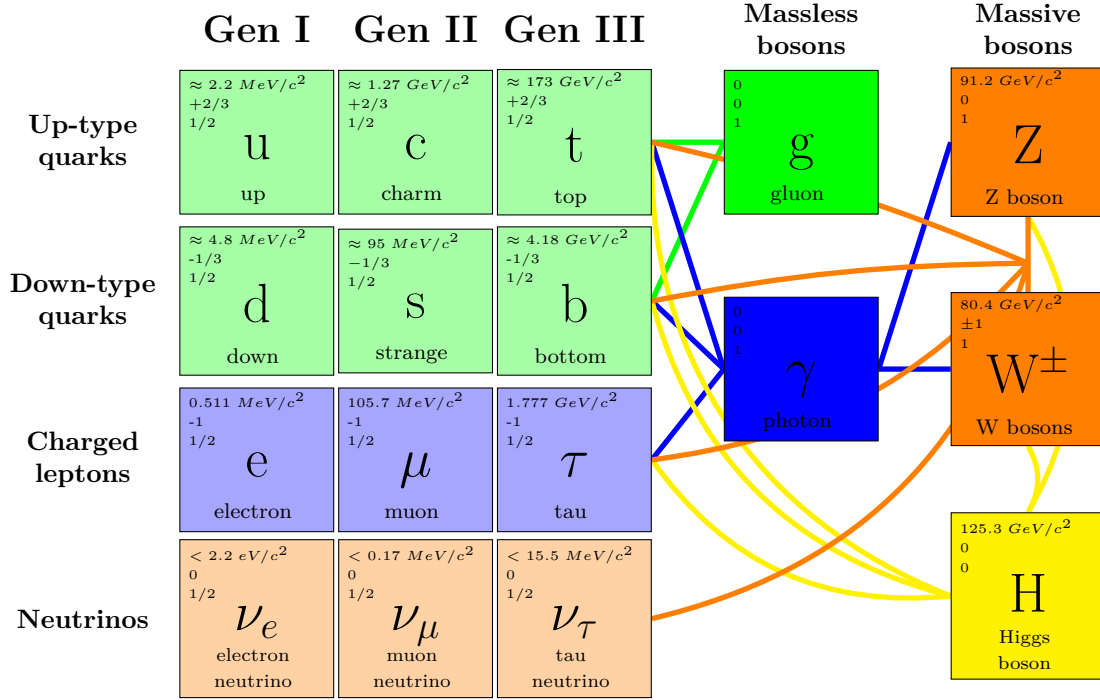 Gen I Gen II Gen III
Massless
bosons
Massive
bosons
Up-type
quarks
≈ 2.2 MeV/c²
+2/3
1/2
u
up
≈ 1.27 GeV/c²
+2/3
1/2
c
charm
≈ 173 GeV/c²
+2/3
1/2
t
top
0
0
1
g
gluon
91.2 GeV/c²
0
1
Z
Z boson
Down-type
quarks
≈ 4.8 MeV/c²
-1/3
1/2
d
down
≈ 95 MeV/c²
−1/3
1/2
s
strange
≈ 4.18 GeV/c²
-1/3
1/2
b
bottom
0
0
1
γ
photon
80.4 GeV/c²
±1
1
W±
W bosons
Charged
leptons
0.511 MeV/c²
-1
1/2
e
electron
105.7 MeV/c²
-1
1/2
μ
muon
1.777 GeV/c²
-1
1/2
τ
tau
125.3 GeV/c²
0
0
H
Higgs
boson
Neutrinos
< 2.2 eV/c²
0
1/2
νe
electron
neutrino
< 0.17 MeV/c²
0
1/2
νμ
muon
neutrino
< 15.5 MeV/c²
0
1/2
ντ
tau
neutrino